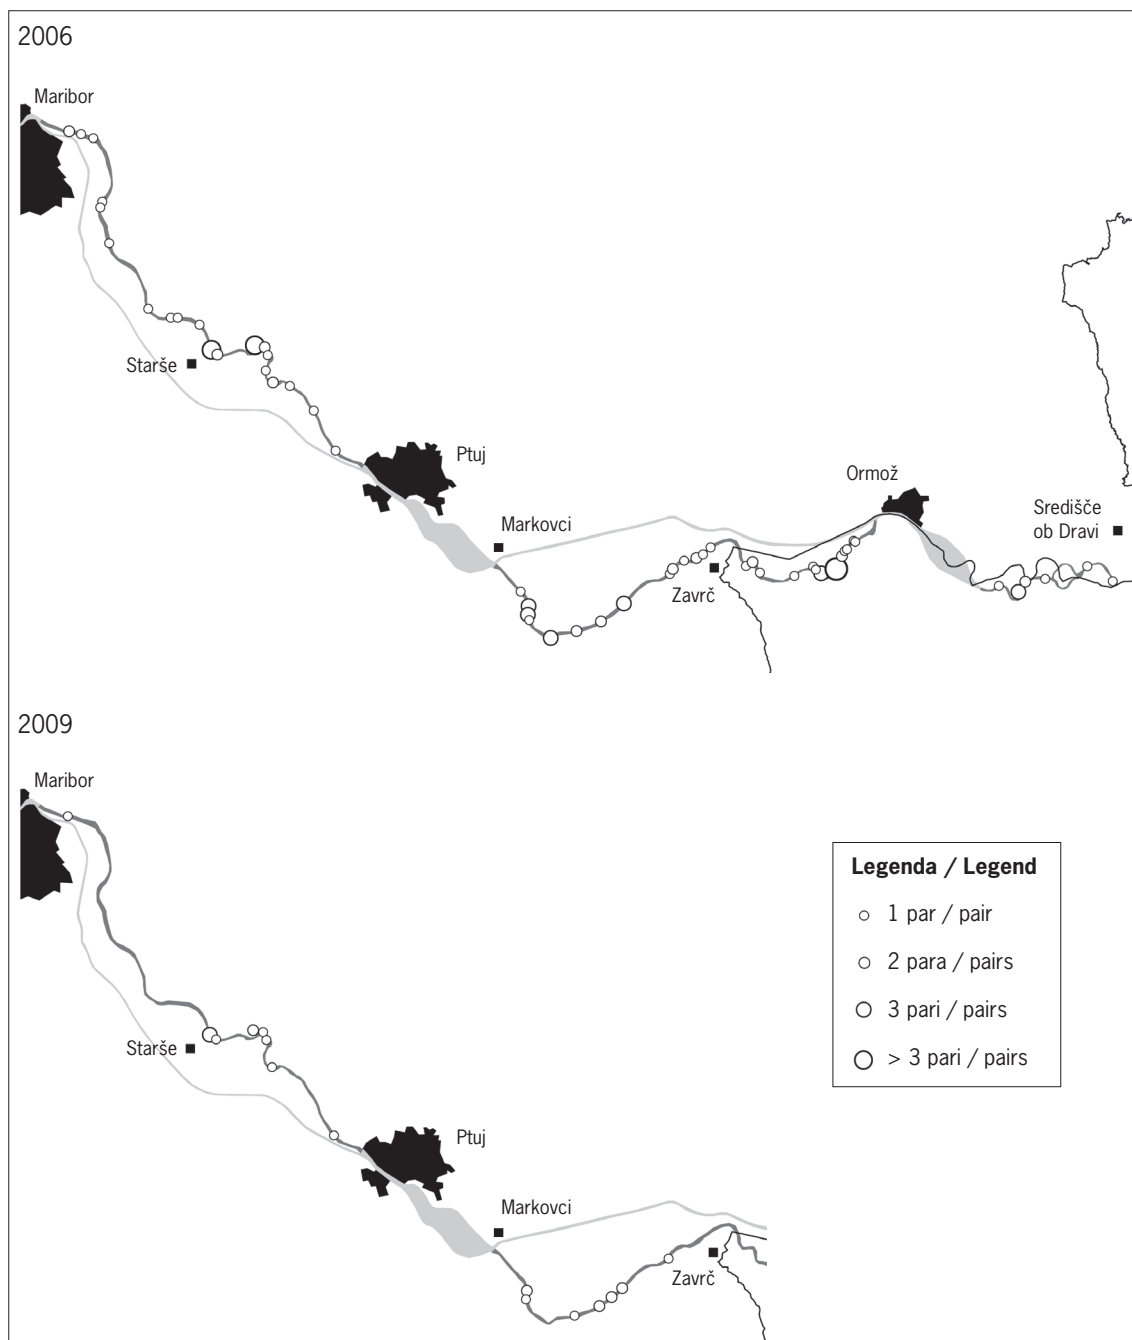 2006
Maribor
Starše
Ptuj
Ormož
Središče
ob Dravi
Markovci
Zavrč
2009
Maribor
Starše
Ptuj
Markovci
Zavrč
Legenda / Legend
1 par / pair
2 para / pairs
3 pari / pairs
> 3 pari / pairs